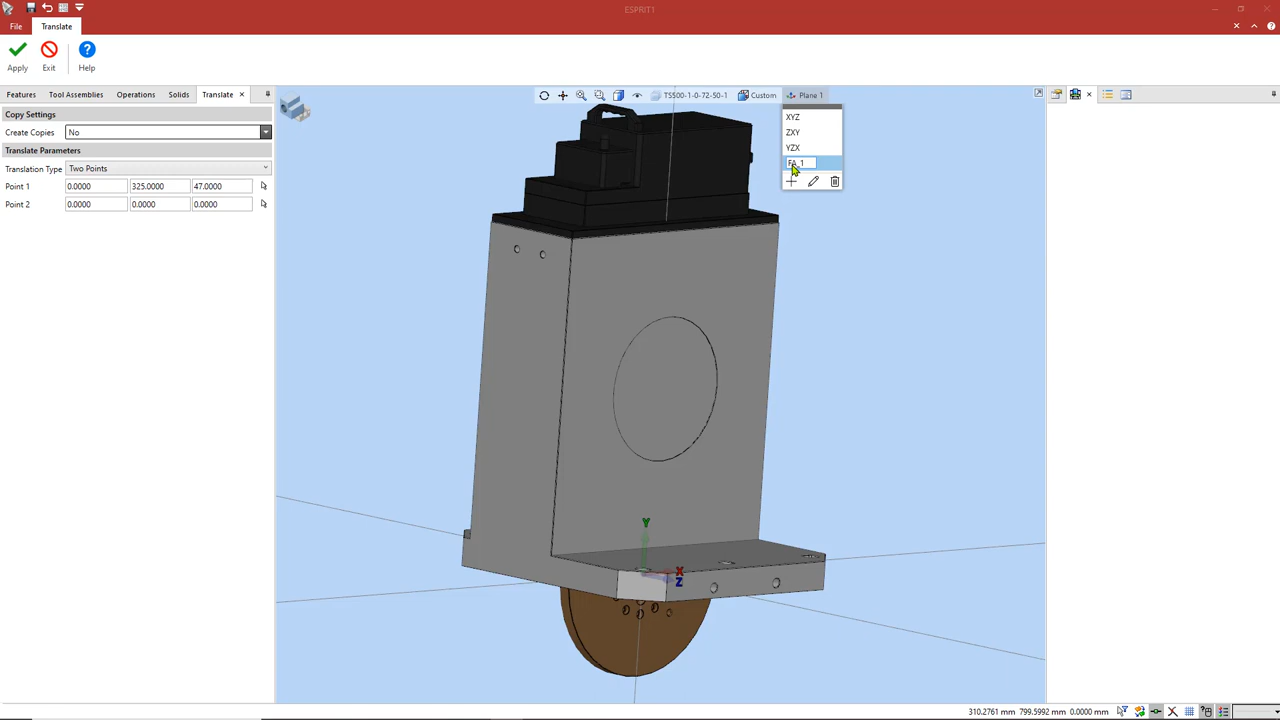 ESPRIT1
File
Translate
Apply
Exit
Help
Features
Tool Assemblies
Operations
Solids
Translate
TS500-1-0-72-50-1
Custom
Plane 1
Copy Settings
Create Copies
No
Translate Parameters
Translation Type
Two Points
Point 1
0.0000
325.0000
47.0000
Point 2
0.0000
0.0000
0.0000
XYZ
ZXY
YZX
FA_1
Y
X
Z
310.2761 mm 799.5992 mm 0.0000 mm